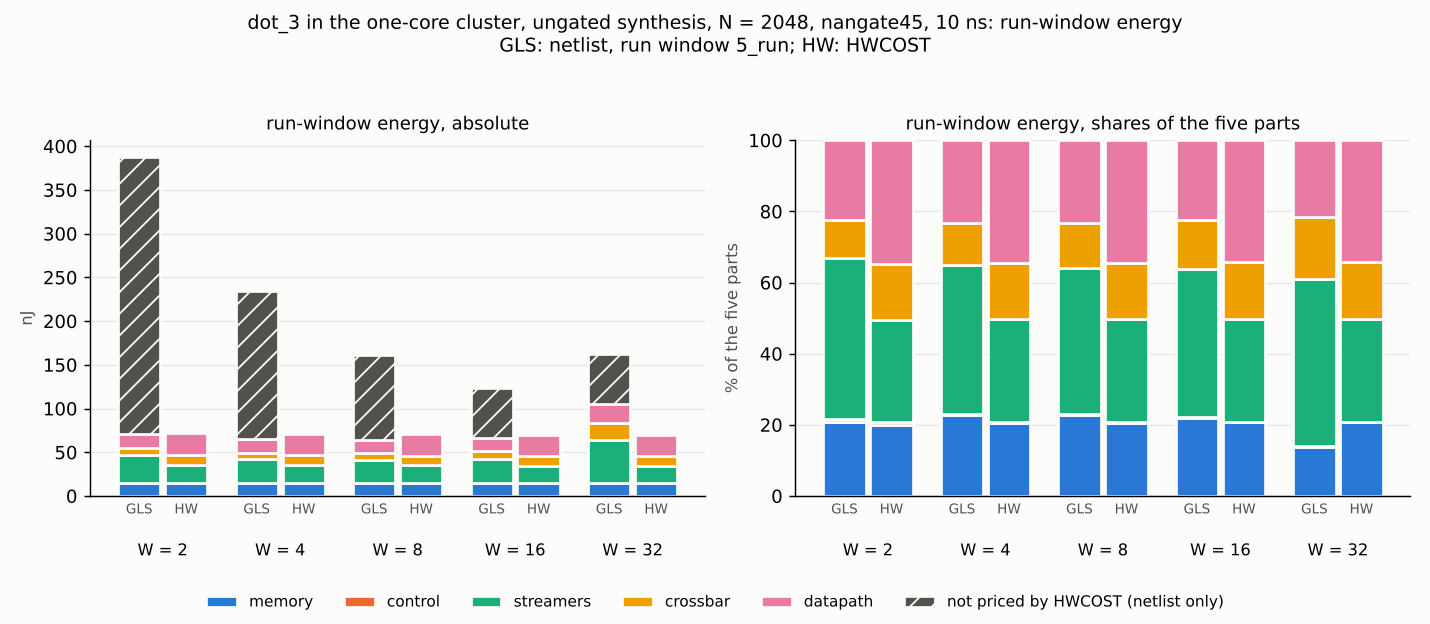 dot_3 in the one-core cluster, ungated synthesis, N = 2048, nangate45, 10 ns: run-window energy
GLS: netlist, run window 5_run; HW: HWCOST
run-window energy, absolute
nJ
400
350
300
250
200
150
100
50
0
GLS HW GLS HW GLS HW GLS HW GLS HW
W = 2 W = 4 W = 8 W = 16 W = 32
run-window energy, shares of the five parts
% of the five parts
100
80
60
40
20
0
GLS HW GLS HW GLS HW GLS HW GLS HW
W = 2 W = 4 W = 8 W = 16 W = 32
memory control streamers crossbar datapath not priced by HWCOST (netlist only)